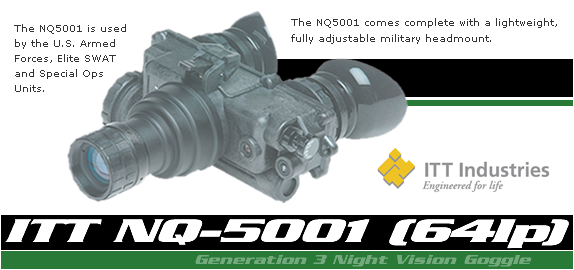 The NQ5001 is used
by the U.S. Armed
Forces, Elite SWAT
and Special Ops
Units.
The NQ5001 comes complete with a lightweight,
fully adjustable military headmount.
ITT Industries
Engineered for life
ITT NQ-5001 (64lp)
Generation 3 Night Vision Goggle